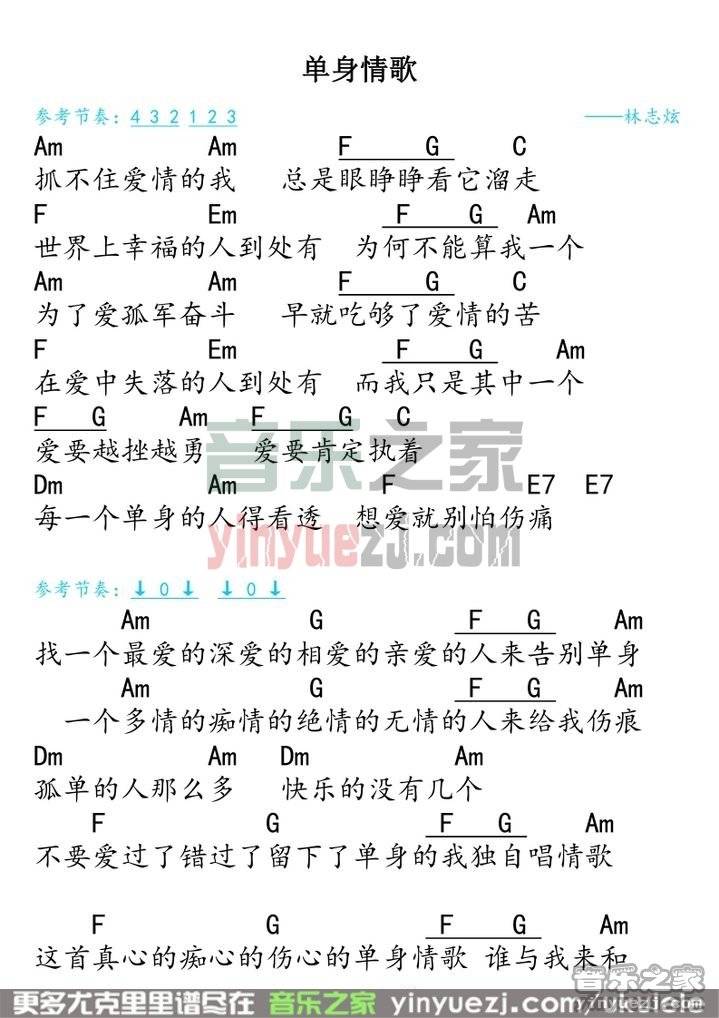 单身情歌
参考节奏：4 3 2 1 2 3 ——林志炫
Am Am F G C
抓不住爱情的我 总是眼睁睁看它溜走
F Em F G Am
世界上幸福的人到处有 为何不能算我一个
Am Am F G C
为了爱孤军奋斗 早就吃够了爱情的苦
F Em F G Am
在爱中失落的人到处有 而我只是其中一个
F G Am F G C
爱要越挫越勇 爱要肯定执着
Dm Am F E7 E7
每一个单身的人得看透 想爱就别怕伤痛
音乐之家
yinyuezj.com
参考节奏：↓ 0 ↓ ↓ 0 ↓
Am G F G Am
找一个最爱的深爱的相爱的亲爱的人来告别单身
Am G F G Am
一个多情的痴情的绝情的无情的人来给我伤痕
Dm Am Dm Am
孤单的人那么多 快乐的没有几个
F G F G Am
不要爱过了错过了留下了单身的我独自唱情歌
F G F G Am
这首真心的痴心的伤心的单身情歌 谁与我来和
音乐之家
www.yinyuezj.com
更多尤克里里谱尽在 音乐之家 yinyuezj.com